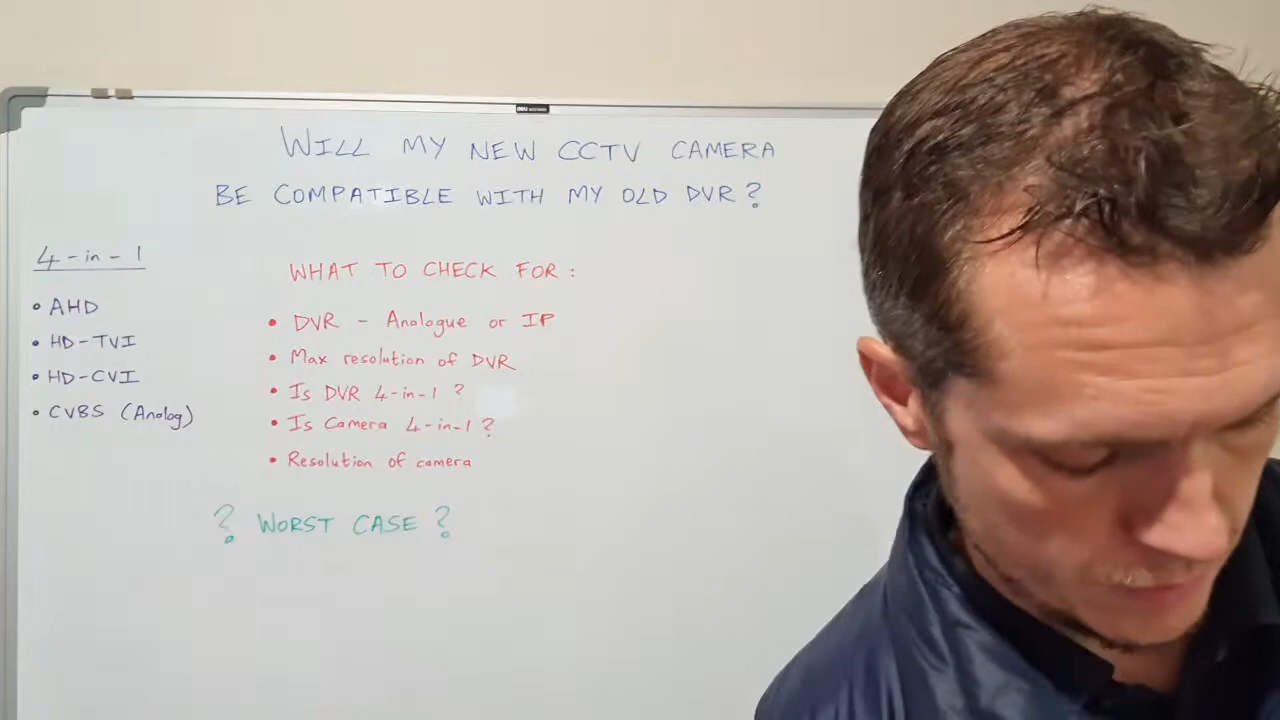 WILL MY NEW CCTV CAMERA
BE COMPATIBLE WITH MY OLD DVR?
4-in-1
• AHD
• HD-TVI
• HD-CVI
• CVBS (Analog)
WHAT TO CHECK FOR:
• DVR - Analogue or IP
• Max resolution of DVR
• Is DVR 4-in-1?
• Is Camera 4-in-1?
• Resolution of camera
? WORST CASE ?